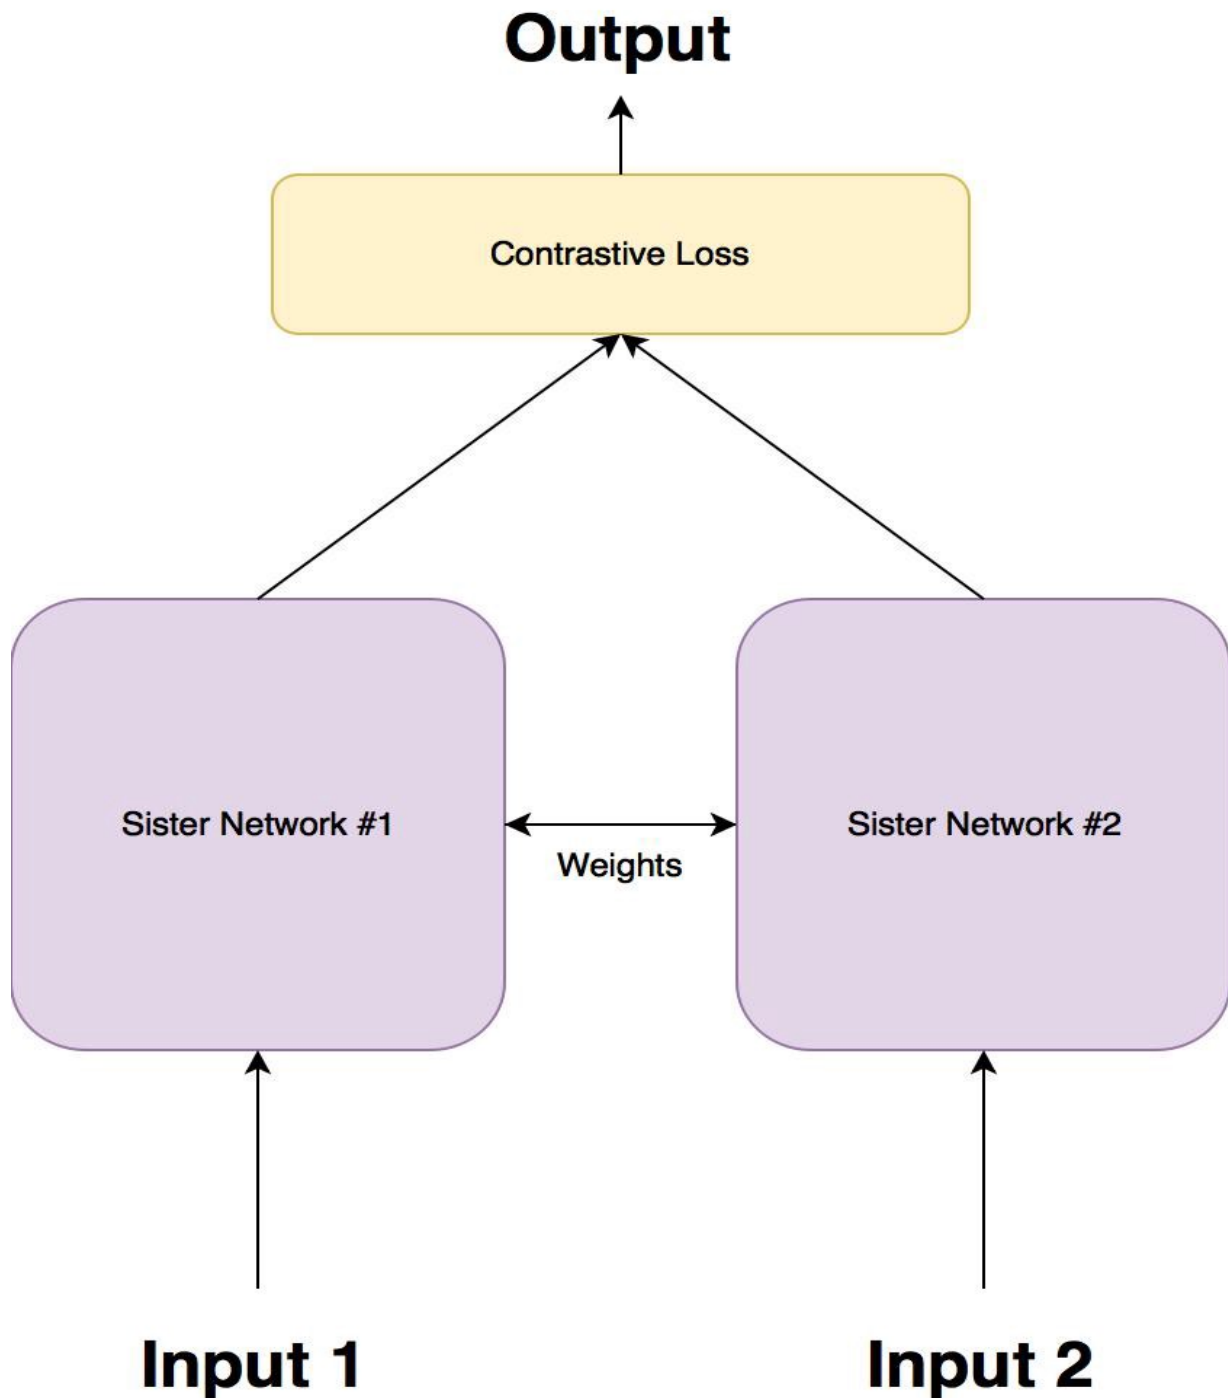 Output
Contrastive Loss
Sister Network #1
Sister Network #2
Weights
Input 1
Input 2